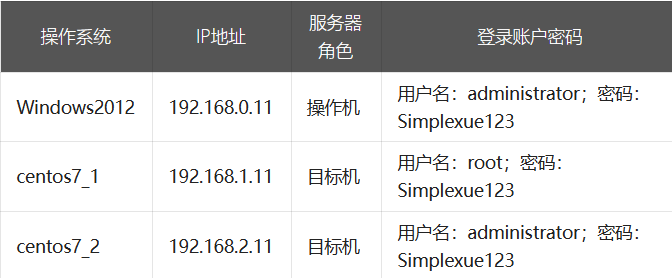 操作系统 IP地址 服务器角色 登录账户密码
Windows2012 192.168.0.11 操作机 用户名：administrator；密码：
Simplexue123
centos7_1 192.168.1.11 目标机 用户名：root；密码：
Simplexue123
centos7_2 192.168.2.11 目标机 用户名：administrator；密码：
Simplexue123